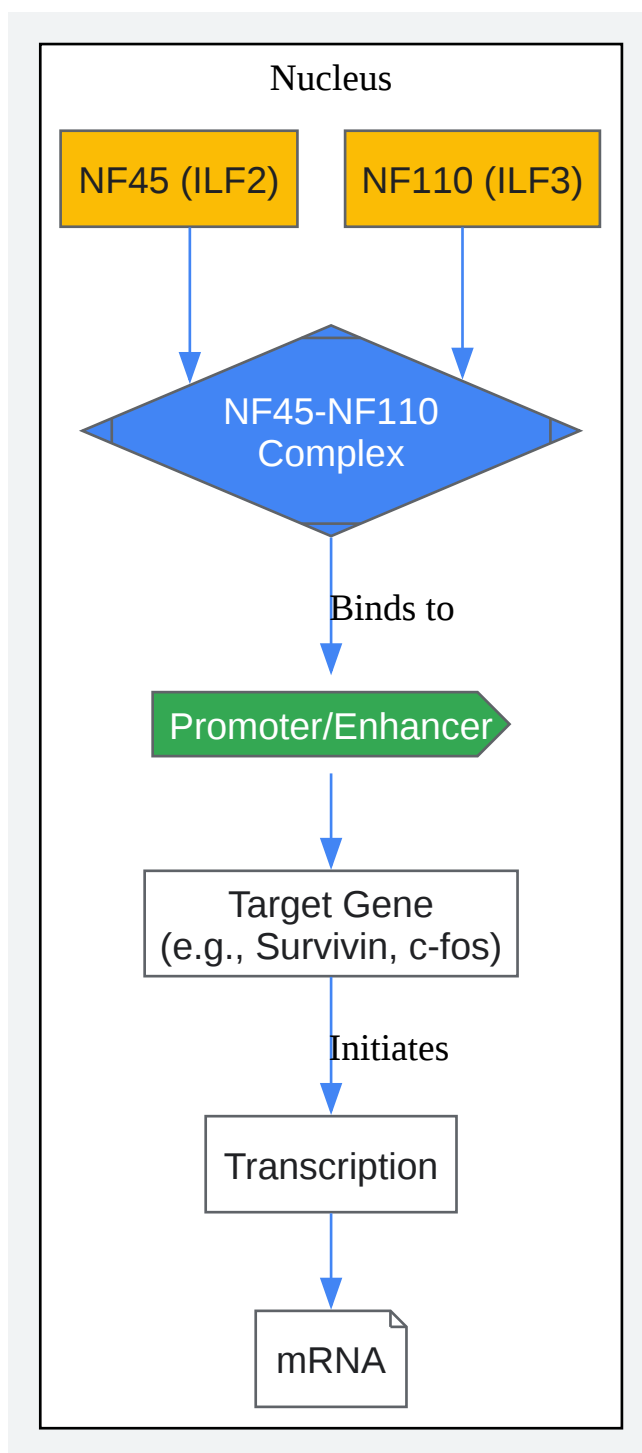 Nucleus
NF45 (ILF2)
NF110 (ILF3)
NF45-NF110
Complex
Binds to
Promoter/Enhancer
Target Gene
(e.g., Survivin, c-fos)
Initiates
Transcription
mRNA